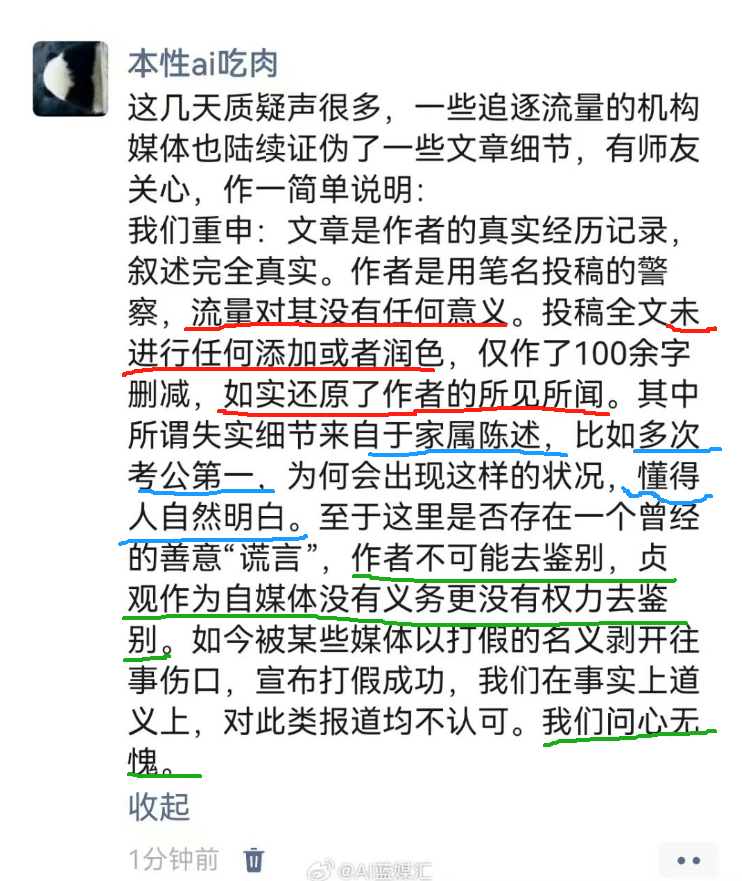 本性ai吃肉
这几天质疑声很多，一些追逐流量的机构
媒体也陆续证伪了一些文章细节，有师友
关心，作一简单说明：
我们重申：文章是作者的真实经历记录，
叙述完全真实。作者是用笔名投稿的警
察，流量对其没有任何意义。投稿全文未
进行任何添加或者润色，仅作了100余字
删减，如实还原了作者的所见所闻。其中
所谓失实细节来自于家属陈述，比如多次
考公第一，为何会出现这样的状况，懂得
人自然明白。至于这里是否存在一个曾经
的善意“谎言”，作者不可能去鉴别，贞
观作为自媒体没有义务更没有权力去鉴
别。如今被某些媒体以打假的名义剥开往
事伤口，宣布打假成功，我们在事实上道
义上，对此类报道均不认可。我们问心无
愧。
收起
1分钟前
@AI蓝媒汇